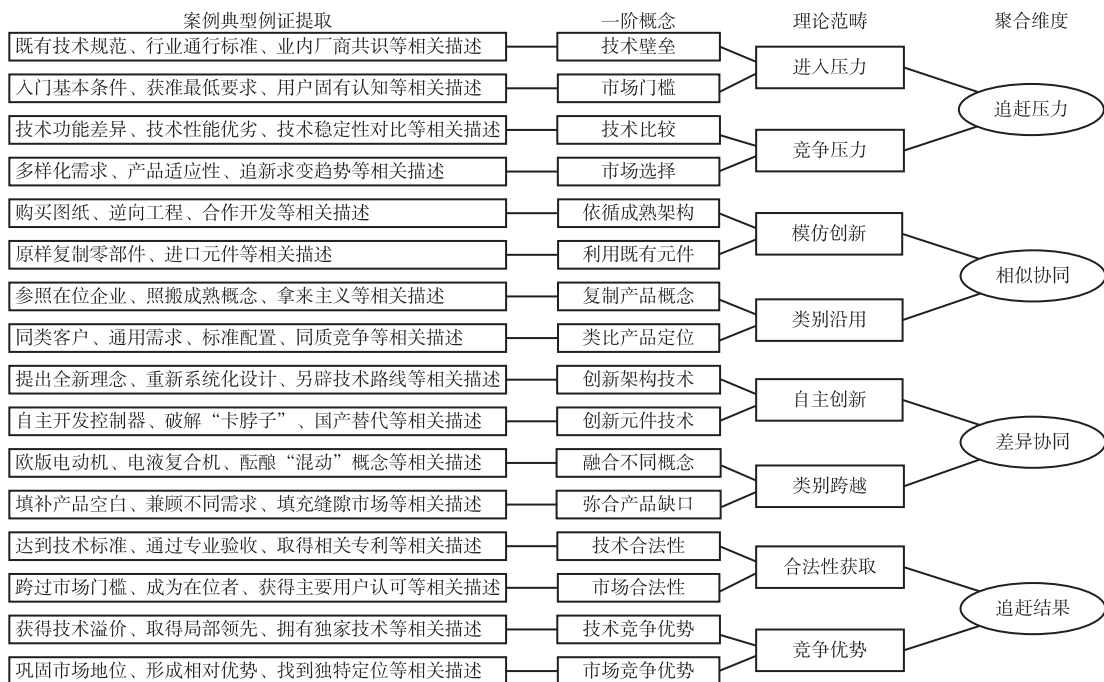 案例典型例证提取 一阶概念 理论范畴 聚合维度
既有技术规范、行业通行标准、业内厂商共识等相关描述
技术壁垒
入门基本条件、获准最低要求、用户固有认知等相关描述
市场门槛
进入压力
技术功能差异、技术性能优劣、技术稳定性对比等相关描述
技术比较
多样化需求、产品适应性、追新求变趋势等相关描述
市场选择
竞争压力
追赶压力
购买图纸、逆向工程、合作开发等相关描述
依循成熟架构
原样复制零部件、进口元件等相关描述
利用既有元件
模仿创新
参照在位企业、照搬成熟概念、拿来主义等相关描述
复制产品概念
同类客户、通用需求、标准配置、同质竞争等相关描述
类比产品定位
类别沿用
相似协同
提出全新理念、重新系统化设计、另辟技术路线等相关描述
创新架构技术
自主开发控制器、破解“卡脖子”、国产替代等相关描述
创新元件技术
自主创新
欧版电动机、电液复合机、酝酿“混动”概念等相关描述
融合不同概念
填补产品空白、兼顾不同需求、填充缝隙市场等相关描述
弥合产品缺口
类别跨越
差异协同
达到技术标准、通过专业验收、取得相关专利等相关描述
技术合法性
跨过市场门槛、成为在位者、获得主要用户认可等相关描述
市场合法性
合法性获取
获得技术溢价、取得局部领先、拥有独家技术等相关描述
技术竞争优势
巩固市场地位、形成相对优势、找到独特定位等相关描述
市场竞争优势
竞争优势
追赶结果